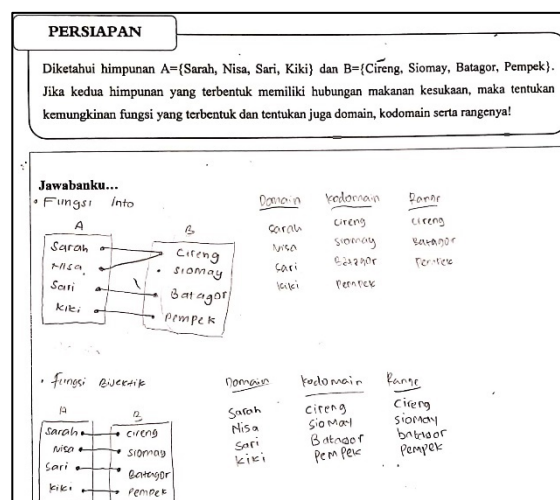 PERSIAPAN
Diketahui himpunan A={Sarah, Nisa, Sari, Kiki} dan B={Cireng, Siomay, Batagor, Pempek}.
Jika kedua himpunan yang terbentuk memiliki hubungan makanan kesukaan, maka tentukan
kemungkinan fungsi yang terbentuk dan tentukan juga domain, kodomain serta rangenya!
Jawabanku...
• Fungsi Into
A B
Sarah Cireng
Nisa Siomay
Sari Batagor
Kiki Pempek
Domain Kodomain Range
Sarah Cireng Cireng
Nisa Siomay Batagor
Sari Batagor Pempek
Kiki Pempek
• Fungsi Bijektif
A B
Sarah Cireng
Nisa Siomay
Sari Batagor
Kiki Pempek
Domain Kodomain Range
Sarah Cireng Cireng
Nisa Siomay Siomay
Sari Batagor Batagor
Kiki Pempek Pempek